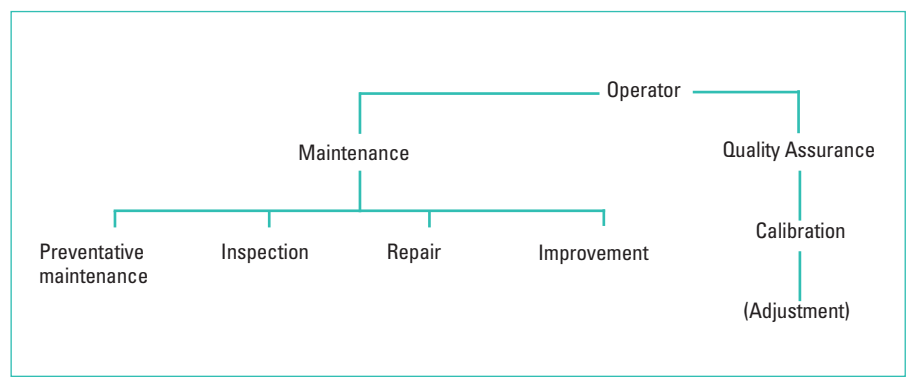 Operator
Maintenance
Quality Assurance
Preventative
maintenance
Inspection
Repair
Improvement
Calibration
(Adjustment)